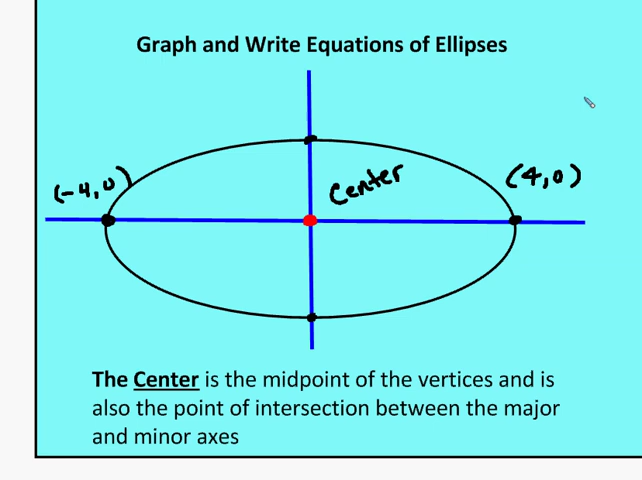 Graph and Write Equations of Ellipses
(-4,0)
Center
(4,0)
The Center is the midpoint of the vertices and is
also the point of intersection between the major
and minor axes